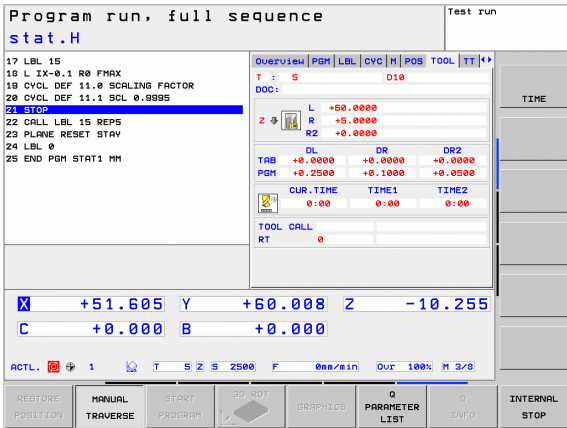 Program run, full sequence
Test run
stat.H
17 LBL 15
18 L IX-0.1 R0 FMAX
19 CYCL DEF 11.0 SCALING FACTOR
20 CYCL DEF 11.1 SCL 0.9995
21 STOP
22 CALL LBL 15 REP5
23 PLANE RESET STAY
24 LBL 0
25 END PGM STAT1 MM
Overview PGM LBL CYC M POS TOOL TT
T : 5 D10
DOC:
L +60.0000
Z R +5.0000
R2 +0.0000
DL DR DR2
TAB +0.0000 +0.0000 +0.0000
PGM +0.2500 +0.1000 +0.0500
CUR.TIME TIME1 TIME2
0:00 0:00 0:00
TOOL CALL
RT 0
TIME
X +51.605 Y +60.008 Z -10.255
C +0.000 B +0.000
ACTL. 1 T 5 Z S 2500 F 0mm/min Ovr 100% M 3/8
RESTORE POSITION
MANUAL TRAVERSE
START PROGRAM
3D ROT
GRAPHICS
Q PARAMETER LIST
Q INFO
INTERNAL STOP